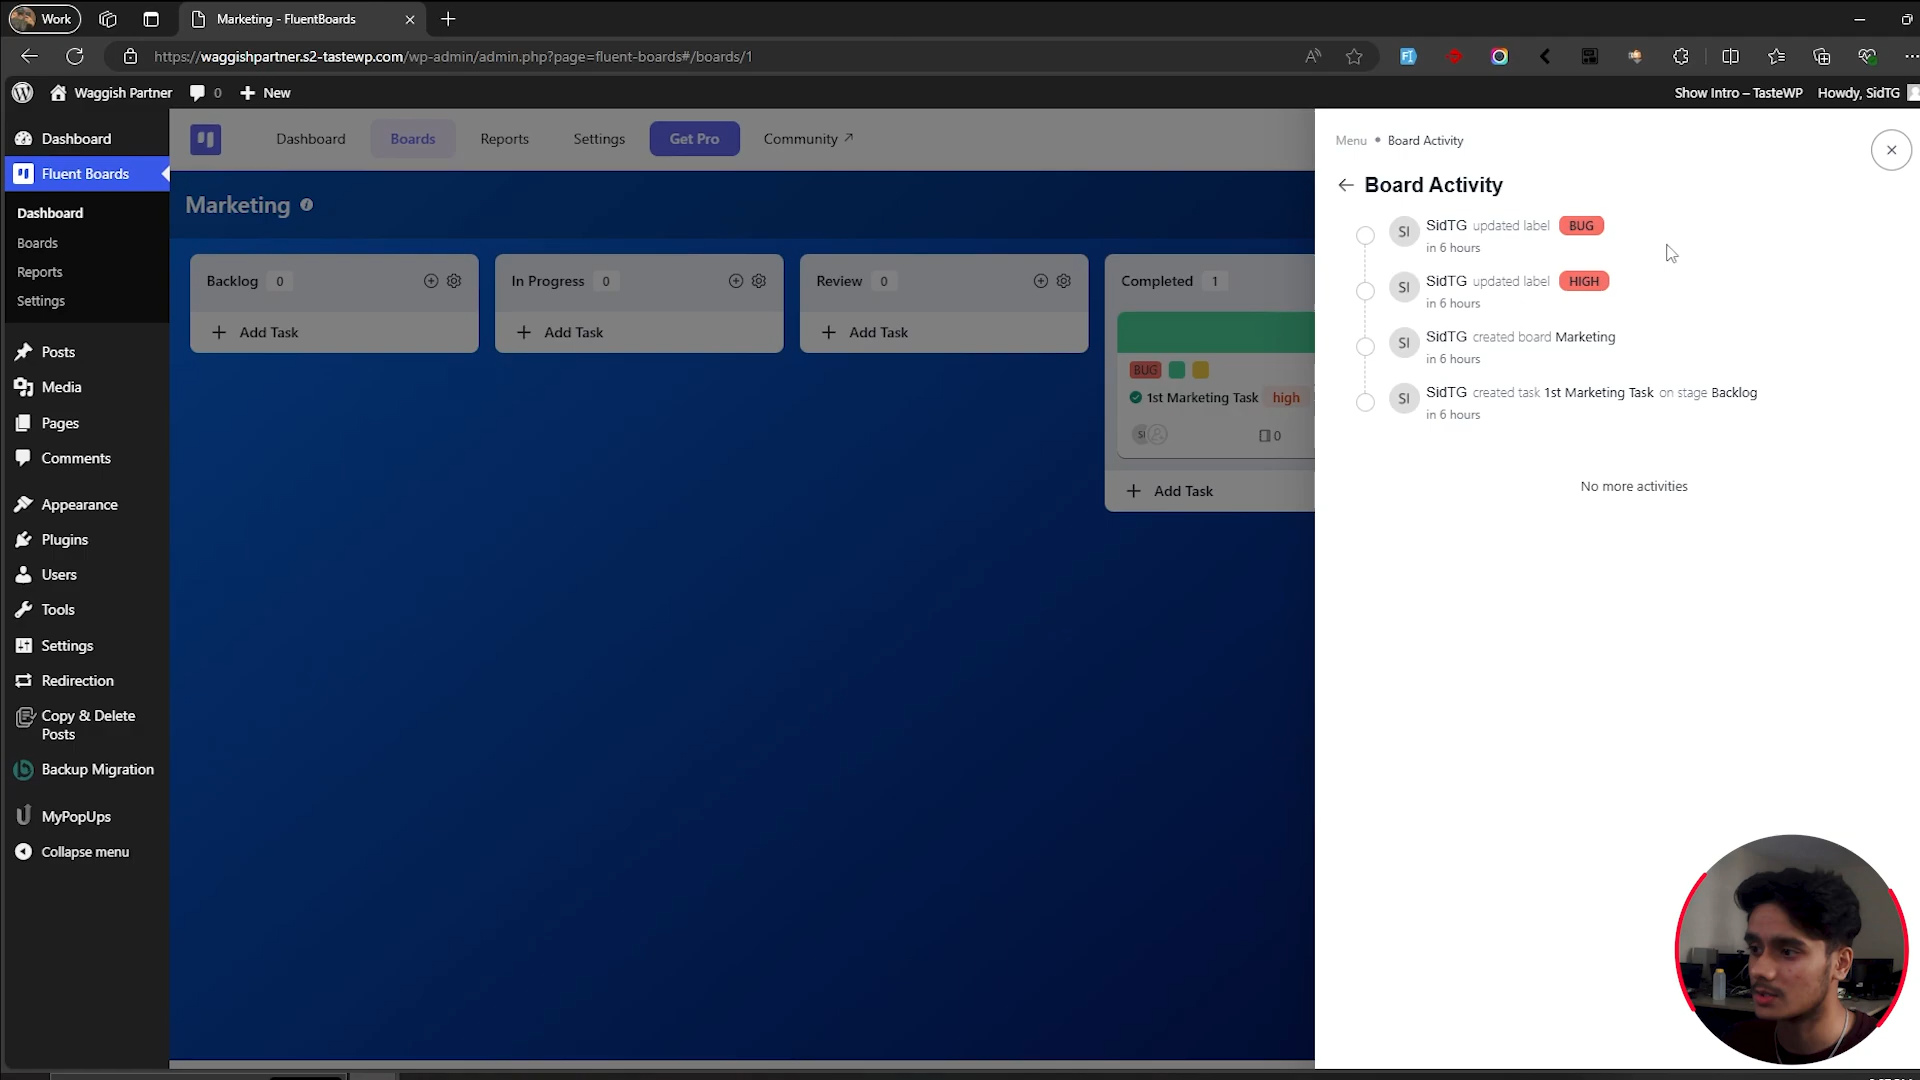 Work
Marketing - FluentBoards
https://waggishpartner.s2-tastewp.com/wp-admin/admin.php?page=fluent-boards#/boards/1
Waggish Partner
0
New
Show Intro – TasteWP
Howdy, SidTG
Dashboard
Fluent Boards
Dashboard
Boards
Reports
Settings
Posts
Media
Pages
Comments
Appearance
Plugins
Users
Tools
Settings
Redirection
Copy & Delete
Posts
Backup Migration
MyPopUps
Collapse menu
Dashboard
Boards
Reports
Settings
Get Pro
Community
Marketing
Backlog 0
Add Task
In Progress 0
Add Task
Review 0
Add Task
Completed 1
BUG
1st Marketing Task high
SI
0
Add Task
Menu • Board Activity
Board Activity
SI SidTG updated label BUG
in 6 hours
SI SidTG updated label HIGH
in 6 hours
SI SidTG created board Marketing
in 6 hours
SI SidTG created task 1st Marketing Task on stage Backlog
in 6 hours
No more activities